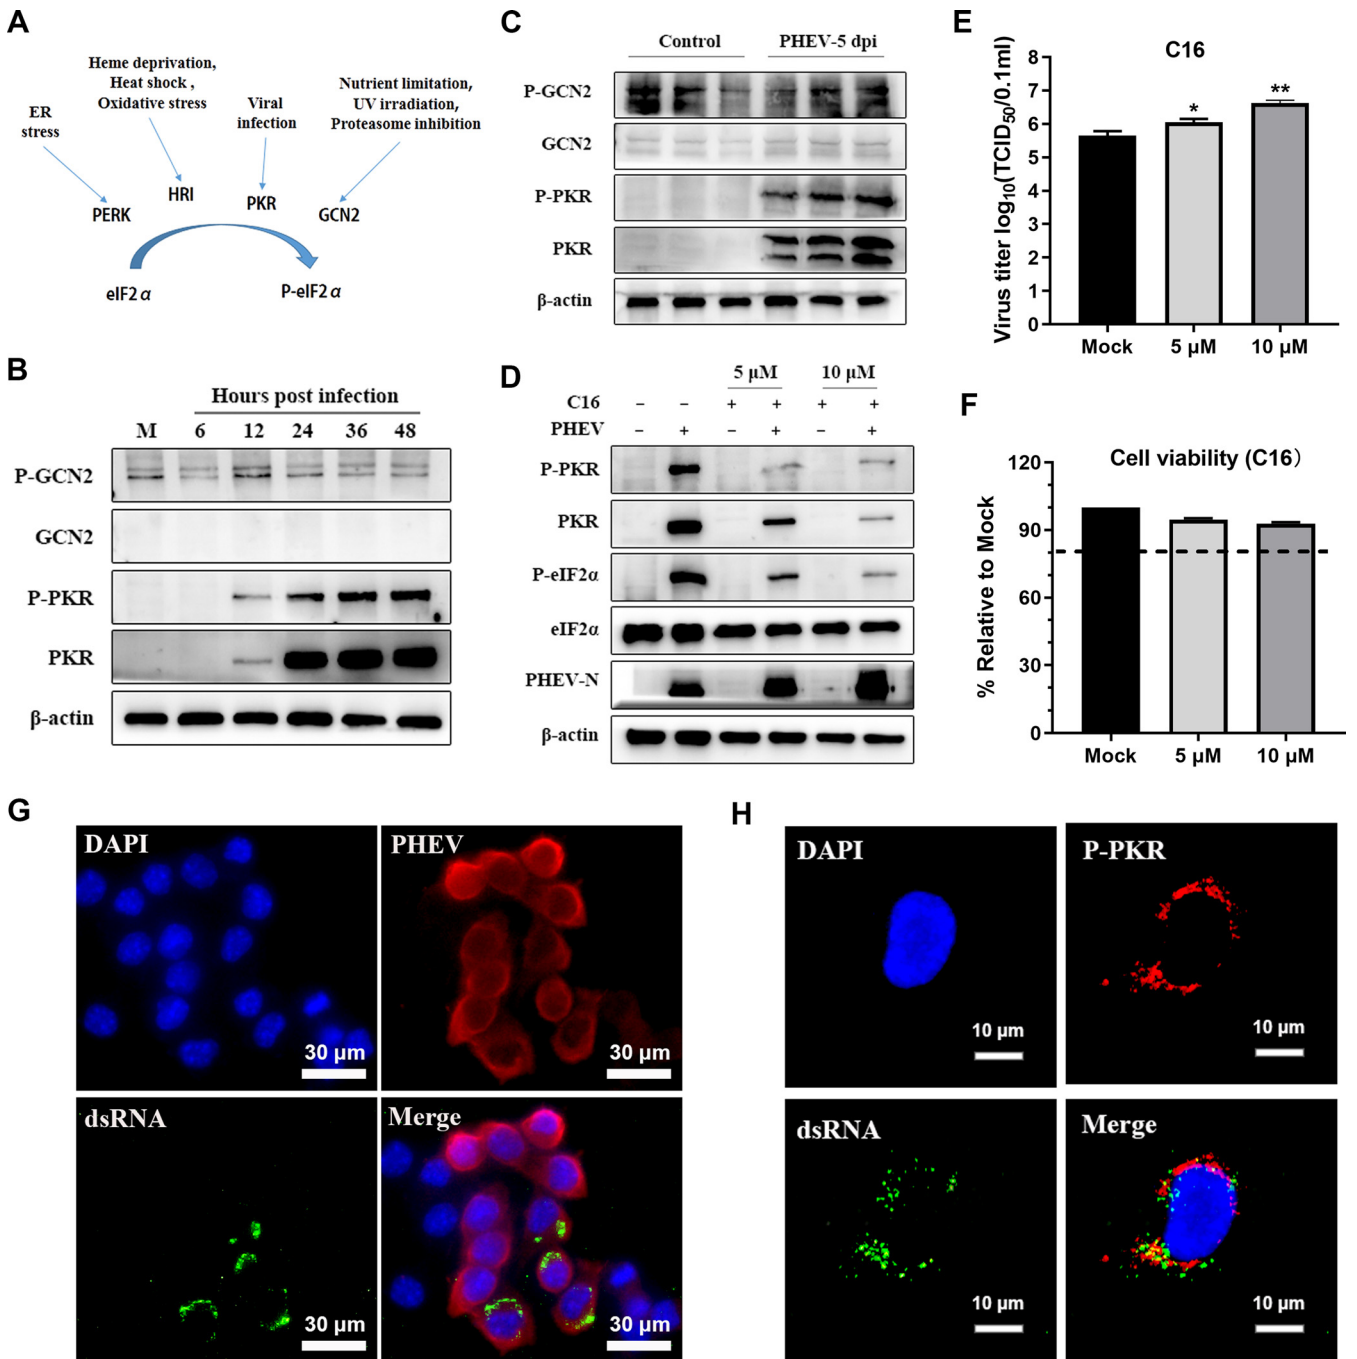 A
ER
stress
Heme deprivation,
Heat shock ,
Oxidative stress
Viral
infection
Nutrient limitation,
UV irradiation,
Proteasome inhibition
PERK
HRI
PKR
GCN2
eIF2 α
P-eIF2 α
B
Hours post infection
M 6 12 24 36 48
P-GCN2
GCN2
P-PKR
PKR
β-actin
C
Control PHEV-5 dpi
P-GCN2
GCN2
P-PKR
PKR
β-actin
D
5 μM 10 μM
C16 – – + + + +
PHEV – + – + – +
P-PKR
PKR
P-eIF2α
eIF2α
PHEV-N
β-actin
E
C16
Virus titer log10(TCID50/0.1ml)
8
7
6
5
4
3
2
1
0
*
**
Mock 5 μM 10 μM
F
Cell viability (C16)
% Relative to Mock
120
90
60
30
0
Mock 5 μM 10 μM
G
DAPI
30 μm
PHEV
30 μm
dsRNA
30 μm
Merge
30 μm
H
DAPI
10 μm
P-PKR
10 μm
dsRNA
10 μm
Merge
10 μm